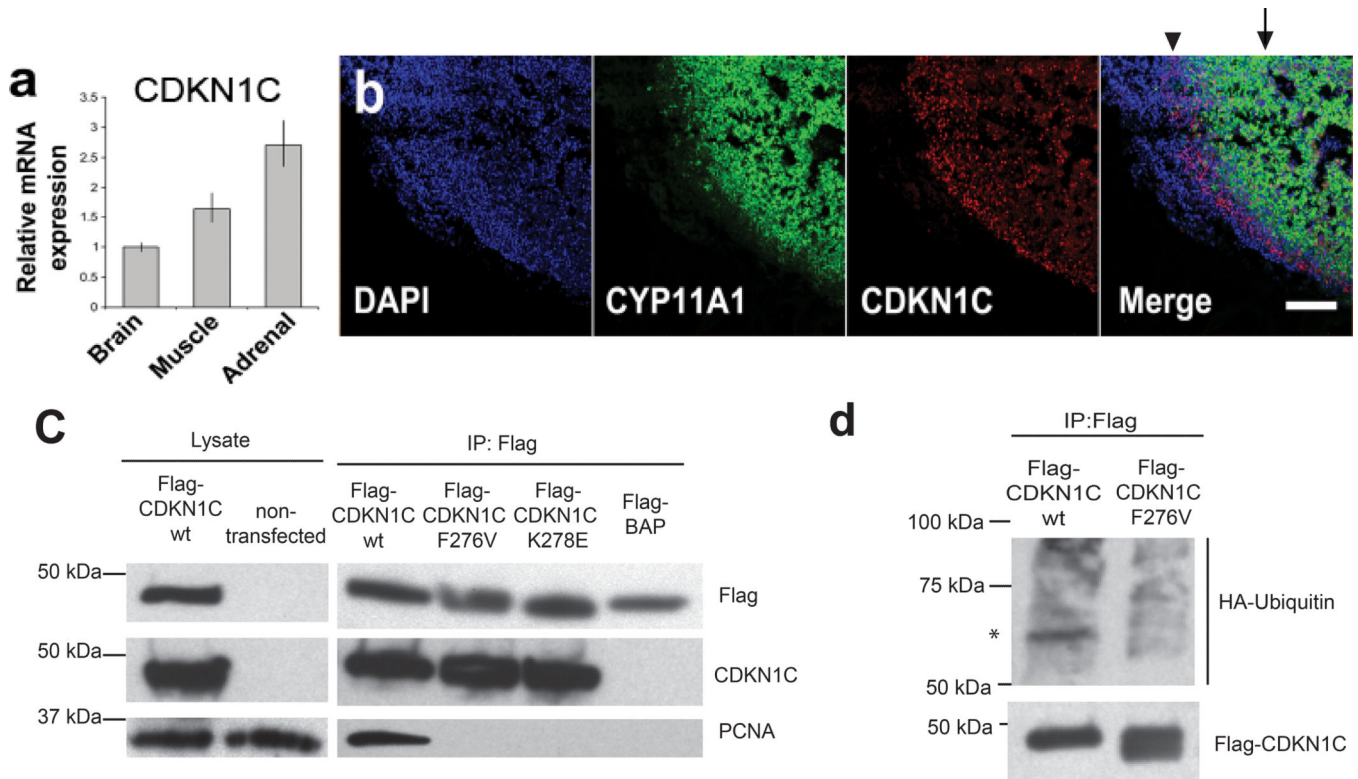 a
CDKN1C
Relative mRNA
expression
3.5
3
2.5
2
1.5
1
0.5
0
Brain
Muscle
Adrenal
b
DAPI
CYP11A1
CDKN1C
Merge
c
Lysate
IP: Flag
Flag-
CDKN1C
wt
non-
transfected
Flag-
CDKN1C
wt
Flag-
CDKN1C
F276V
Flag-
CDKN1C
K278E
Flag-
BAP
50 kDa
Flag
50 kDa
CDKN1C
37 kDa
PCNA
d
IP:Flag
Flag-
CDKN1C
wt
Flag-
CDKN1C
F276V
100 kDa
75 kDa
HA-Ubiquitin
*
50 kDa
50 kDa
Flag-CDKN1C